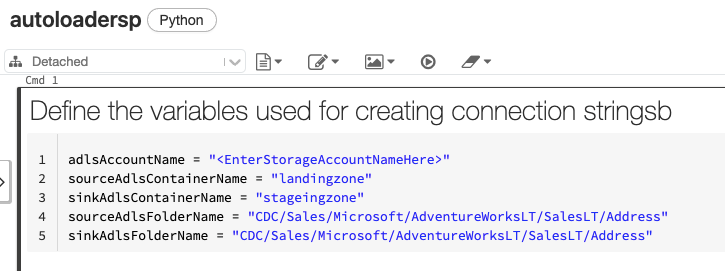 autoloadersp Python
Detached
Cmd 1
Define the variables used for creating connection stringsb
1 adlsAccountName = "<EnterStorageAccountNameHere>"
2 sourceAdlsContainerName = "landingzone"
3 sinkAdlsContainerName = "stageingzone"
4 sourceAdlsFolderName = "CDC/Sales/Microsoft/AdventureWorksLT/SalesLT/Address"
5 sinkAdlsFolderName = "CDC/Sales/Microsoft/AdventureWorksLT/SalesLT/Address"